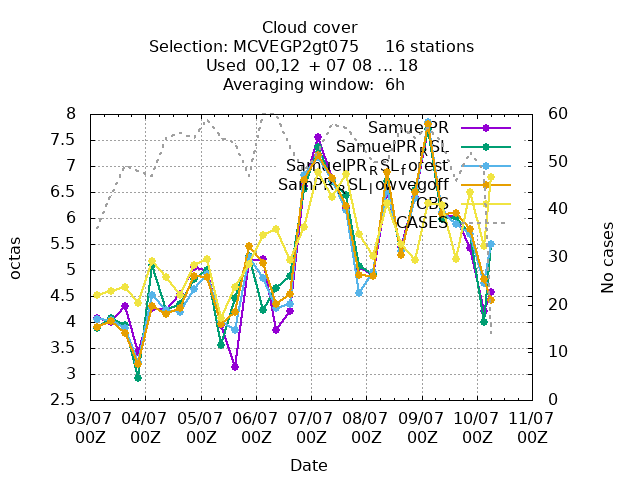 Cloud cover
Selection: MCVEGP2gt075 16 stations
Used 00,12 + 07 08 ... 18
Averaging window: 6h
8
7.5
7
6.5
6
5.5
5
4.5
4
3.5
3
2.5
octas
60
50
40
30
20
10
0
No cases
SamuelPR
SamuelPRRSL
SamuelPRRSLforest
SamPRRSLlowvegoff
OBS
CASES
03/07 04/07 05/07 06/07 07/07 08/07 09/07 10/07 11/07
00Z 00Z 00Z 00Z 00Z 00Z 00Z 00Z 00Z
Date